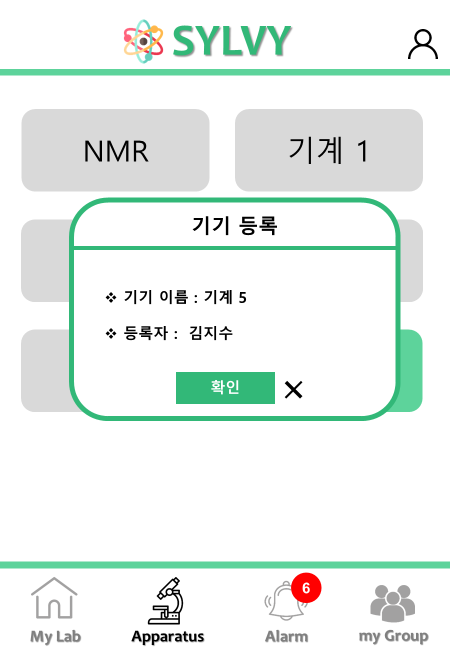 SYLVY
NMR
기계 1
기기 등록
❖ 기기 이름 : 기계 5
❖ 등록자 : 김지수
확인
6
My Lab
Apparatus
Alarm
my Group